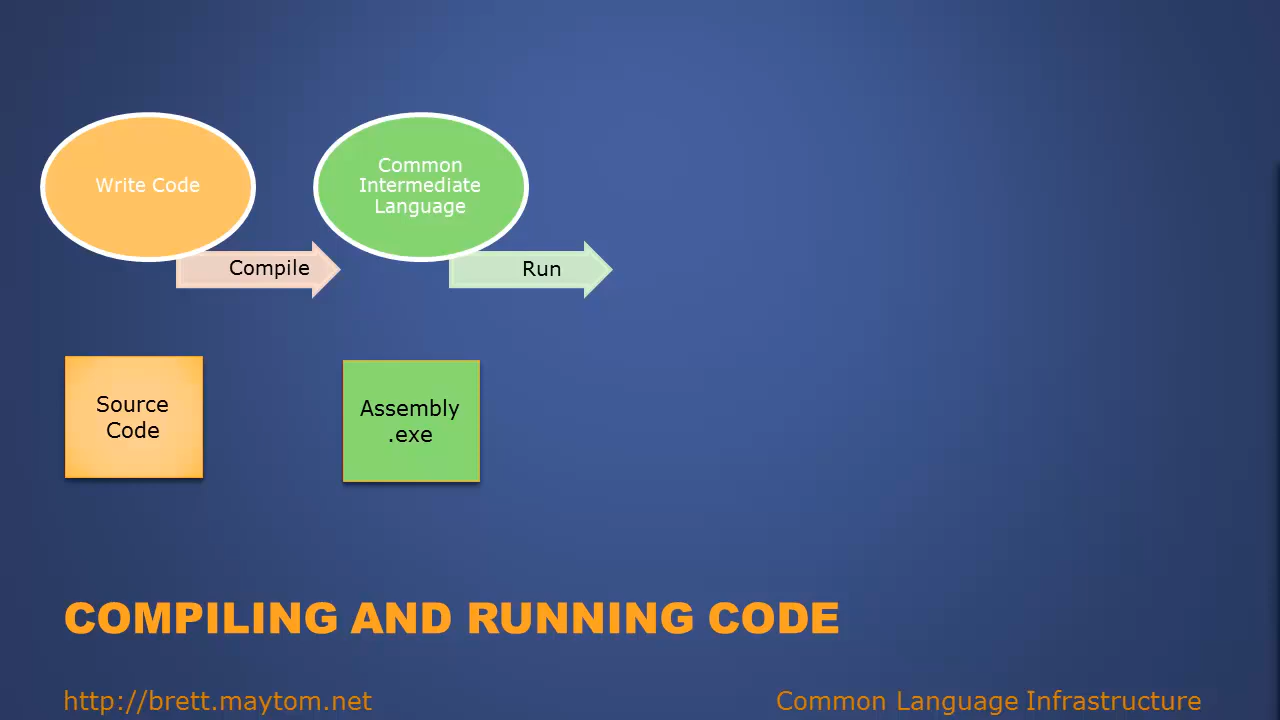 Write Code
Common
Intermediate
Language
Compile
Run
Source
Code
Assembly
.exe
COMPILING AND RUNNING CODE
http://brett.maytom.net
Common Language Infrastructure